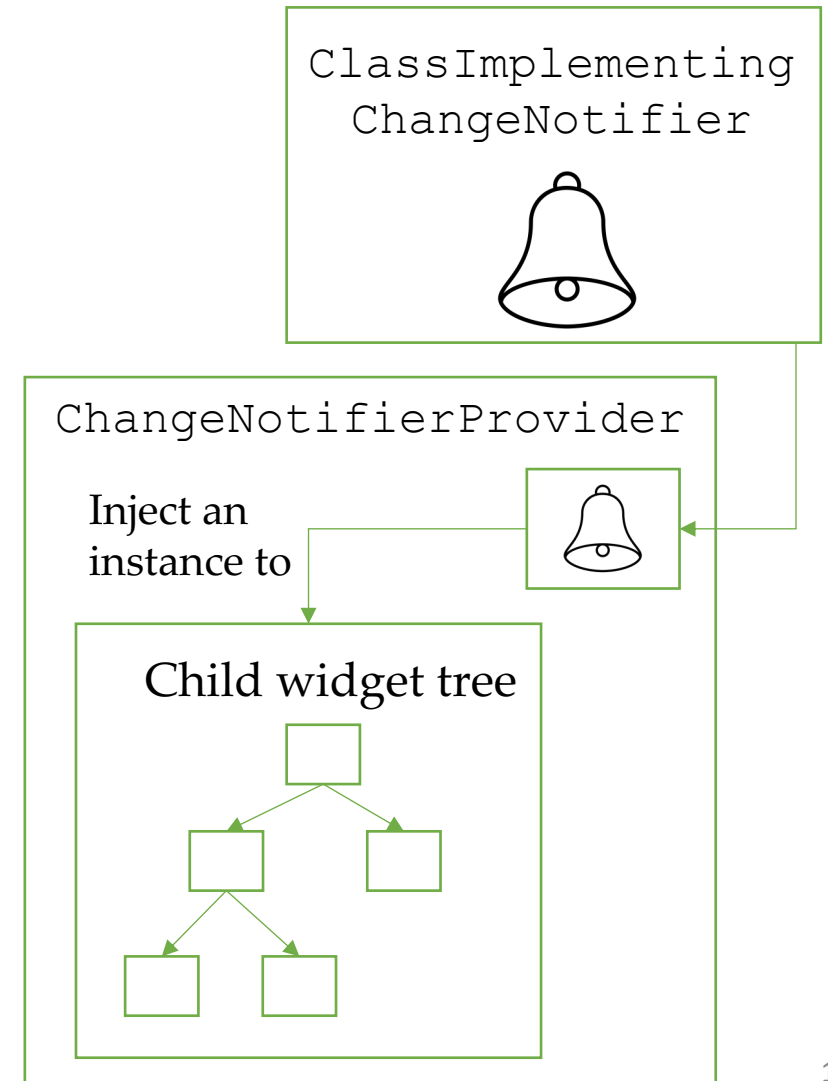 ClassImplementing
ChangeNotifier
ChangeNotifierProvider
Inject an
instance to
Child widget tree